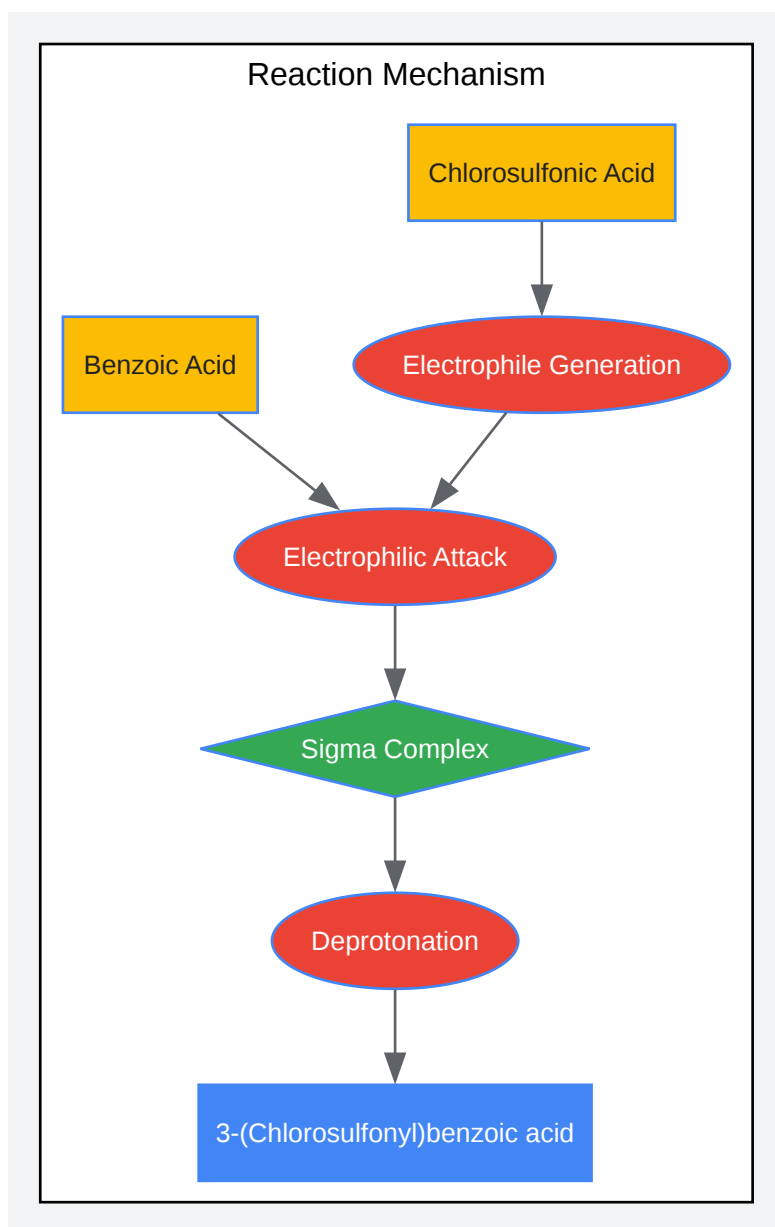 Reaction Mechanism
Chlorosulfonic Acid
Benzoic Acid
Electrophile Generation
Electrophilic Attack
Sigma Complex
Deprotonation
3-(Chlorosulfonyl)benzoic acid